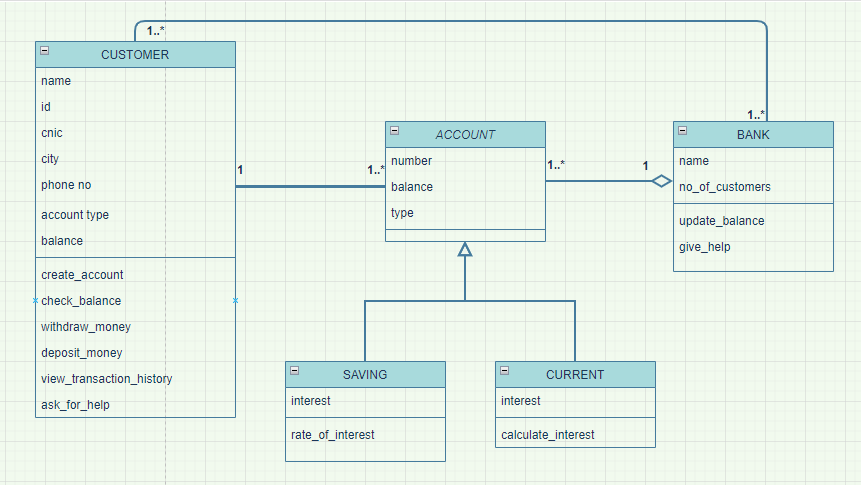 1..*
CUSTOMER
name
id
cnic
city
phone no
account type
balance
create_account
check_balance
withdraw_money
deposit_money
view_transaction_history
ask_for_help
1
1..*
ACCOUNT
number
balance
type
1..*
1
1..*
BANK
name
no_of_customers
update_balance
give_help
SAVING
interest
rate_of_interest
CURRENT
interest
calculate_interest